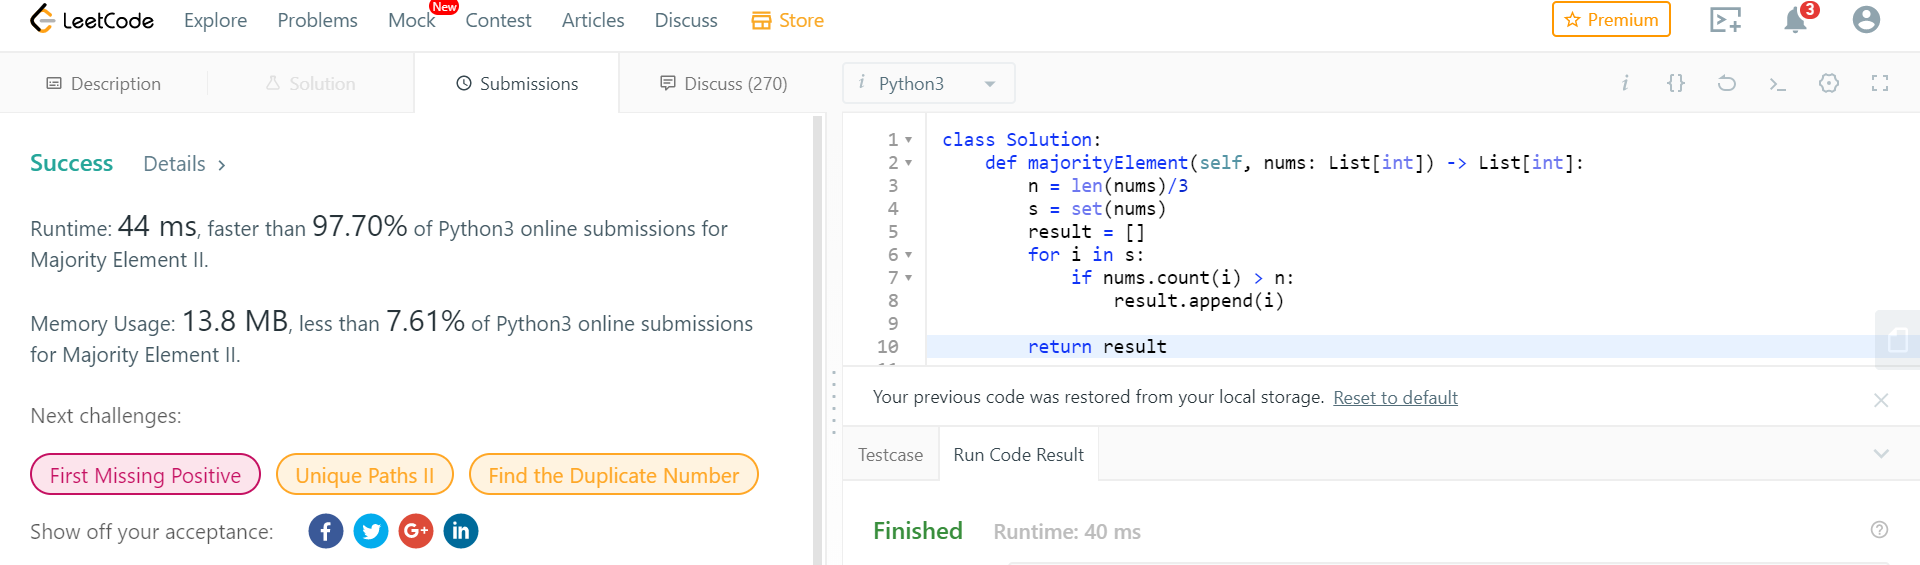 LeetCode Explore Problems Mock New Contest Articles Discuss Store Premium 3
Description Solution Submissions Discuss (270) i Python3 i {}
Success Details >
Runtime: 44 ms, faster than 97.70% of Python3 online submissions for
Majority Element II.
Memory Usage: 13.8 MB, less than 7.61% of Python3 online submissions
for Majority Element II.
Next challenges:
First Missing Positive Unique Paths II Find the Duplicate Number
Show off your acceptance: f G+ in
1 class Solution:
2     def majorityElement(self, nums: List[int]) -> List[int]:
3         n = len(nums)/3
4         s = set(nums)
5         result = []
6         for i in s:
7             if nums.count(i) > n:
8                 result.append(i)
9
10         return result
Your previous code was restored from your local storage. Reset to default
Testcase Run Code Result
Finished Runtime: 40 ms